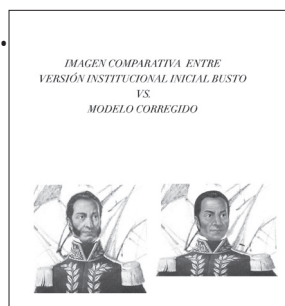 IMAGEN COMPARATIVA ENTRE
VERSIÓN INSTITUCIONAL INICIAL BUSTO
VS.
MODELO CORREGIDO